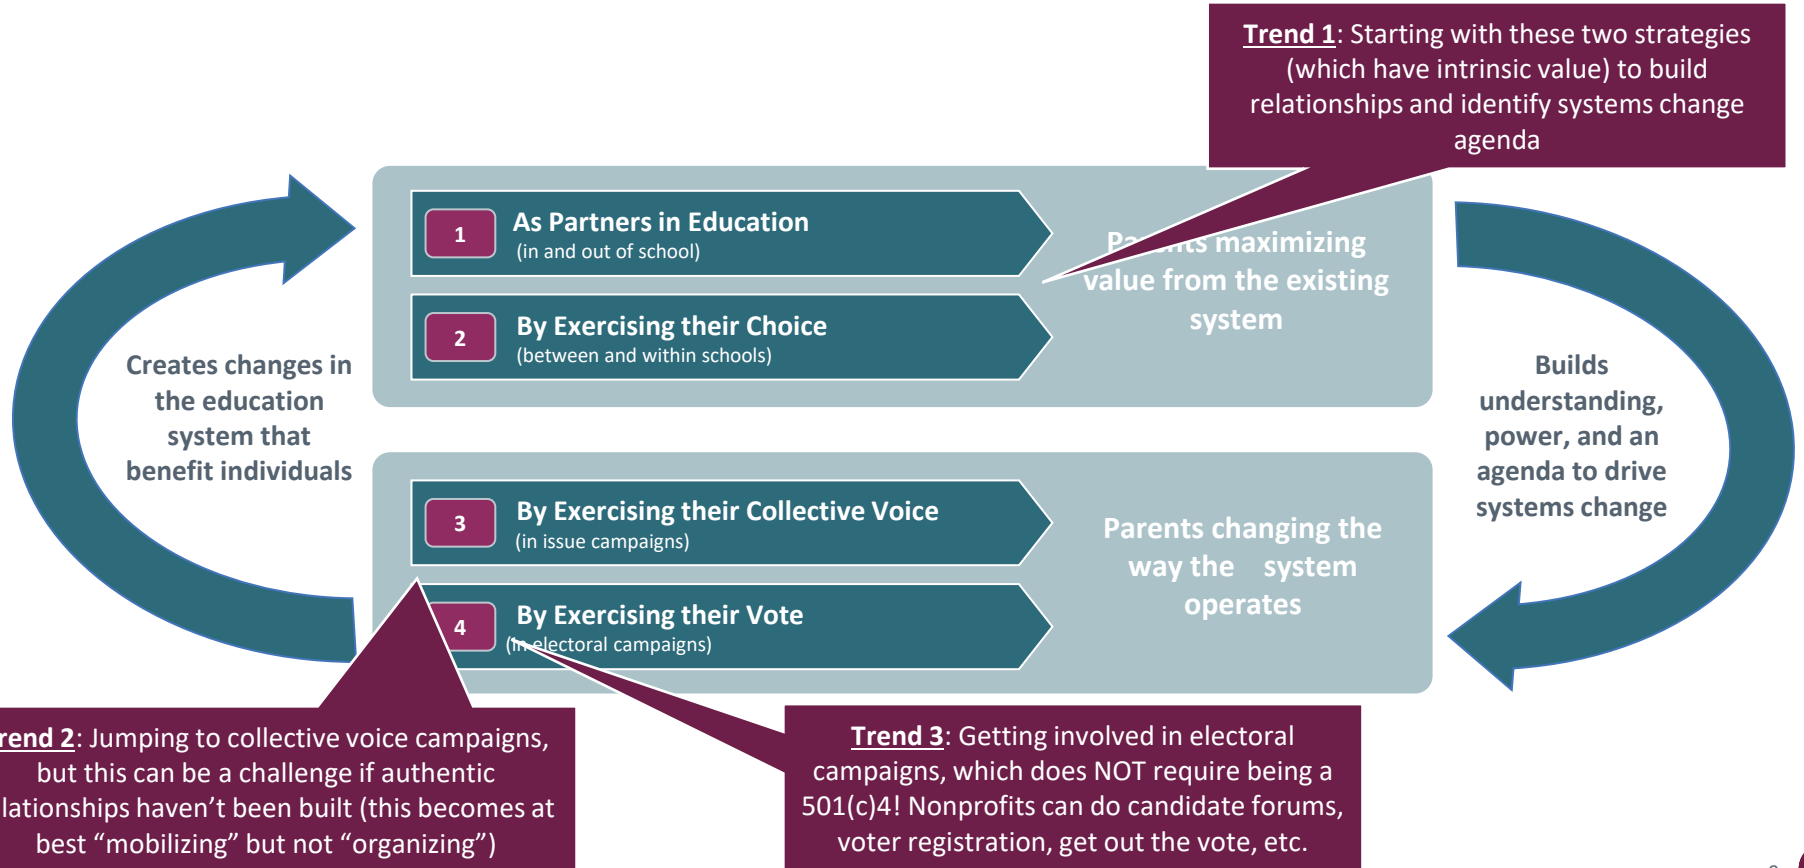 Trend 1: Starting with these two strategies
(which have intrinsic value) to build
relationships and identify systems change
agenda
1
As Partners in Education
(in and out of school)
2
By Exercising their Choice
(between and within schools)
Parents maximizing
value from the existing
system
Creates changes in
the education
system that
benefit individuals
Builds
understanding,
power, and an
agenda to drive
systems change
3
By Exercising their Collective Voice
(in issue campaigns)
4
By Exercising their Vote
(in electoral campaigns)
Parents changing the
way the system
operates
rend 2: Jumping to collective voice campaigns,
but this can be a challenge if authentic
lationships haven’t been built (this becomes at
best “mobilizing” but not “organizing”)
Trend 3: Getting involved in electoral
campaigns, which does NOT require being a
501(c)4! Nonprofits can do candidate forums,
voter registration, get out the vote, etc.